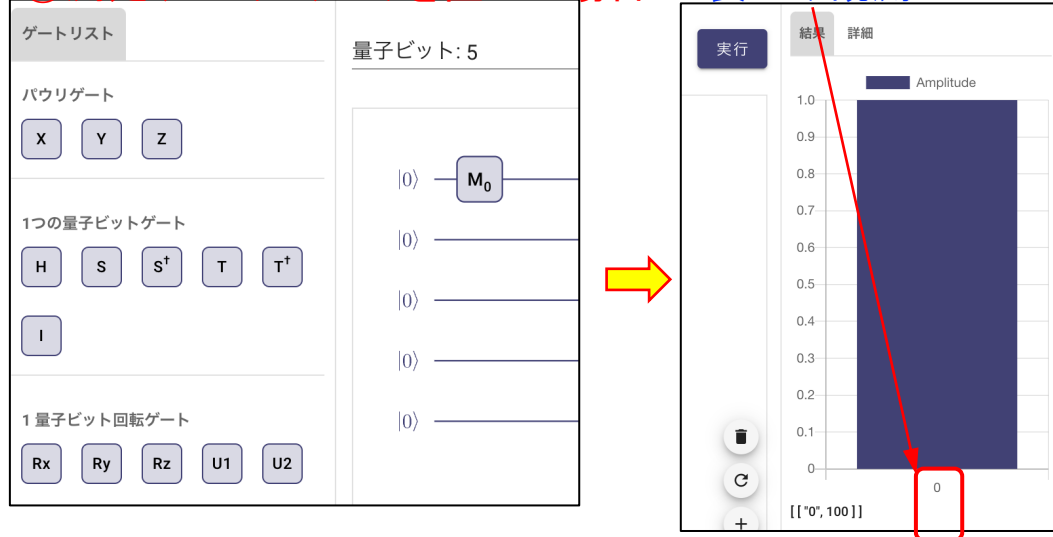 ゲートリスト
パウリゲート
X Y Z
1つの量子ビットゲート
H S S† T T†
I
1 量子ビット回転ゲート
Rx Ry Rz U1 U2
量子ビット: 5
|0⟩ M₀
|0⟩
|0⟩
|0⟩
|0⟩
実行
結果 詳細
Amplitude
1.0
0.9
0.8
0.7
0.6
0.5
0.4
0.3
0.2
0.1
0
0
[ [ "0", 100 ] ]